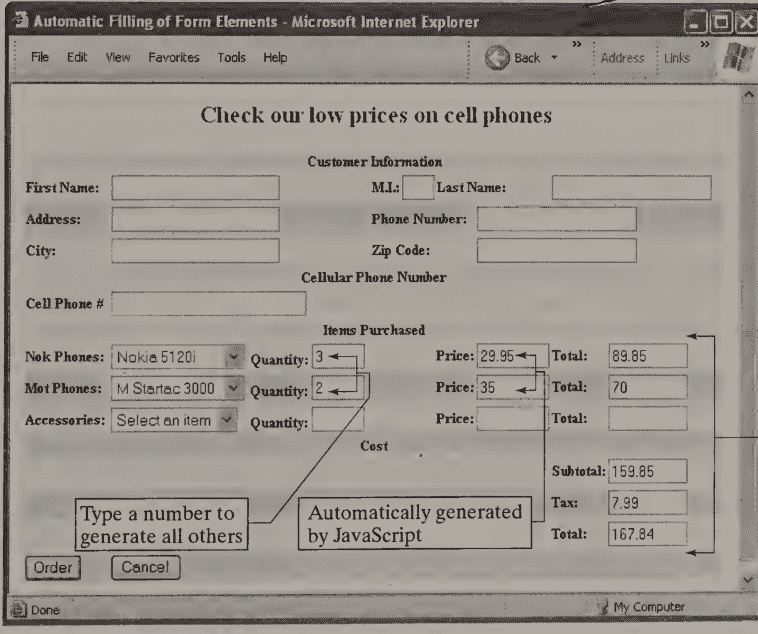 Automatic Filling of Form Elements - Microsoft Internet Explorer
File Edit View Favorites Tools Help Back » Address Links »
Check our low prices on cell phones
Customer Information
First Name: M.I.: Last Name:
Address: Phone Number:
City: Zip Code:
Cellular Phone Number
Cell Phone #
Items Purchased
Nok Phones: Nokia 5120i Quantity: 3 Price: 29.95 Total: 89.85
Mot Phones: M Startac 3000 Quantity: 2 Price: 35 Total: 70
Accessories: Select an item Quantity: Price: Total:
Cost
Subtotal: 159.85
Tax: 7.99
Total: 167.84
Type a number to
generate all others
Automatically generated
by JavaScript
Order Cancel
Done My Computer